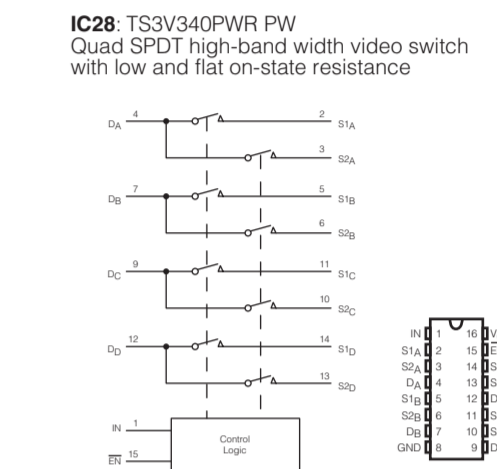 IC28: TS3V340PWR PW
Quad SPDT high-band width video switch
with low and flat on-state resistance
DA 4 2 S1A
3 S2A
DB 7 5 S1B
6 S2B
DC 9 11 S1C
10 S2C
DD 12 14 S1D
13 S2D
IN 1
Control
Logic
EN 15
IN 1 16 V
S1A 2 15 E
S2A 3 14 S
DA 4 13 S
S1B 5 12 D
S2B 6 11 S
DB 7 10 S
GND 8 9 D